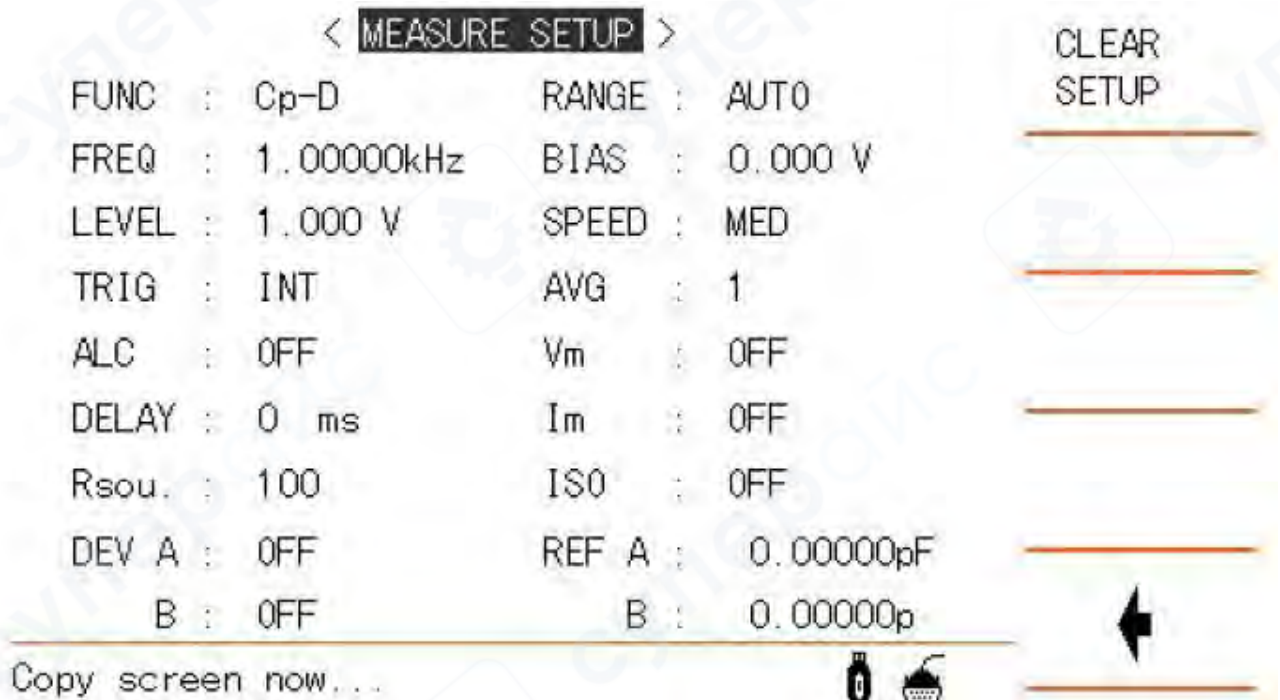 < MEASURE SETUP >
CLEAR
SETUP
FUNC : Cp-D RANGE : AUTO
FREQ : 1.00000kHz BIAS : 0.000 V
LEVEL : 1.000 V SPEED : MED
TRIG : INT AVG : 1
ALC : OFF Vm : OFF
DELAY : 0 ms Im : OFF
Rsou. : 100 ISO : OFF
DEV A : OFF REF A : 0.00000pF
B : OFF B : 0.00000p
Copy screen now...